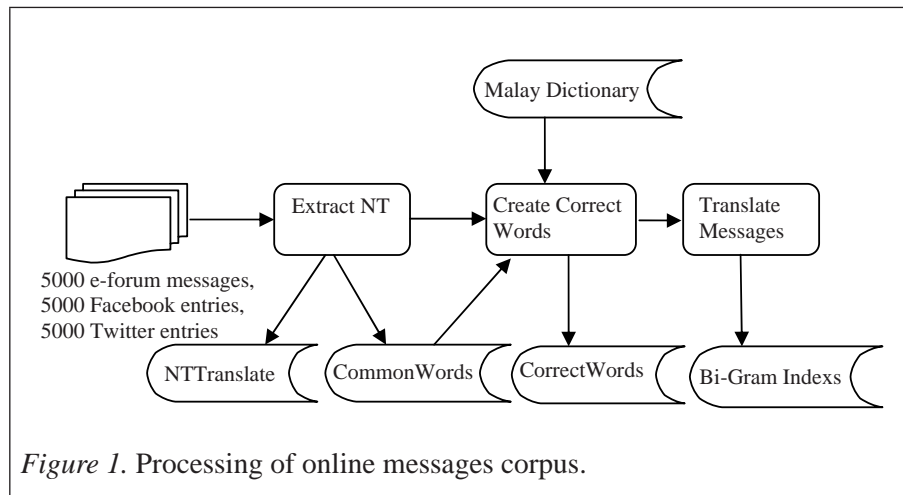 Malay Dictionary
Extract NT
Create Correct
Words
Translate
Messages
5000 e-forum messages,
5000 Facebook entries,
5000 Twitter entries
NTTranslate
CommonWords
CorrectWords
Bi-Gram Indexs
Figure 1. Processing of online messages corpus.